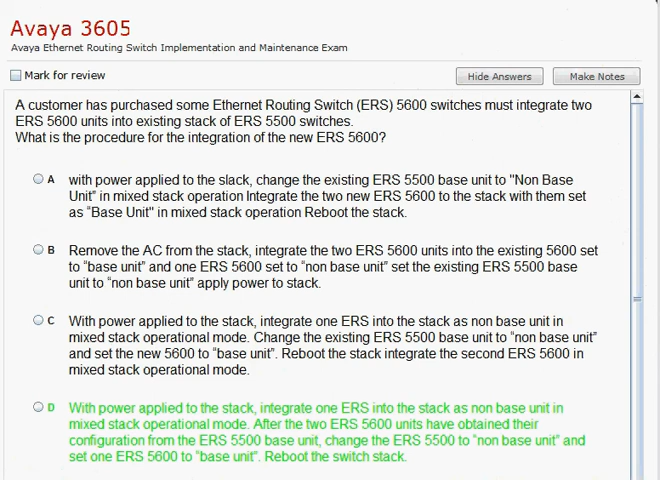 Avaya 3605
Avaya Ethernet Routing Switch Implementation and Maintenance Exam
Mark for review
Hide Answers
Make Notes
A customer has purchased some Ethernet Routing Switch (ERS) 5600 switches must integrate two
ERS 5600 units into existing stack of ERS 5500 switches.
What is the procedure for the integration of the new ERS 5600?
A with power applied to the slack, change the existing ERS 5500 base unit to "Non Base
Unit" in mixed stack operation Integrate the two new ERS 5600 to the stack with them set
as "Base Unit" in mixed stack operation Reboot the stack.
B Remove the AC from the stack, integrate the two ERS 5600 units into the existing 5600 set
to "base unit" and one ERS 5600 set to "non base unit" set the existing ERS 5500 base
unit to "non base unit" apply power to stack.
C With power applied to the stack, integrate one ERS into the stack as non base unit in
mixed stack operational mode. Change the existing ERS 5500 base unit to "non base unit"
and set the new 5600 to "base unit". Reboot the stack integrate the second ERS 5600 in
mixed stack operational mode.
D With power applied to the stack, integrate one ERS into the stack as non base unit in
mixed stack operational mode. After the two ERS 5600 units have obtained their
configuration from the ERS 5500 base unit, change the ERS 5500 to "non base unit" and
set one ERS 5600 to "base unit". Reboot the switch stack.